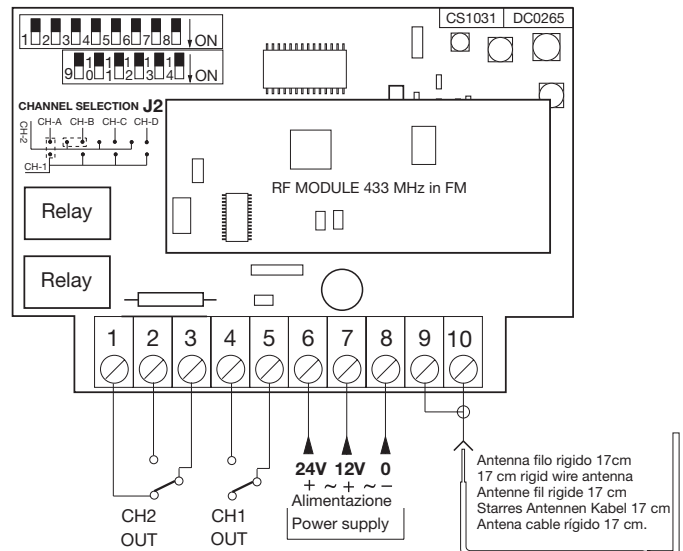 CS1031 DC0265
1 2 3 4 5 6 7 8 ON
9 10 11 12 13 14 ON
CHANNEL SELECTION J2
CH-A CH-B CH-C CH-D
CH-2
CH-1
RF MODULE 433 MHz in FM
Relay
Relay
1 2 3 4 5 6 7 8 9 10
24V 12V 0
+ ~ + ~ −
Alimentazione
Power supply
CH2
OUT
CH1
OUT
Antenna filo rigido 17cm
17 cm rigid wire antenna
Antenne fil rigide 17 cm
Starres Antennen Kabel 17 cm
Antena cable rígido 17 cm.